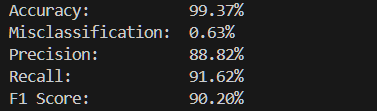 Accuracy: 99.37%
Misclassification: 0.63%
Precision: 88.82%
Recall: 91.62%
F1 Score: 90.20%